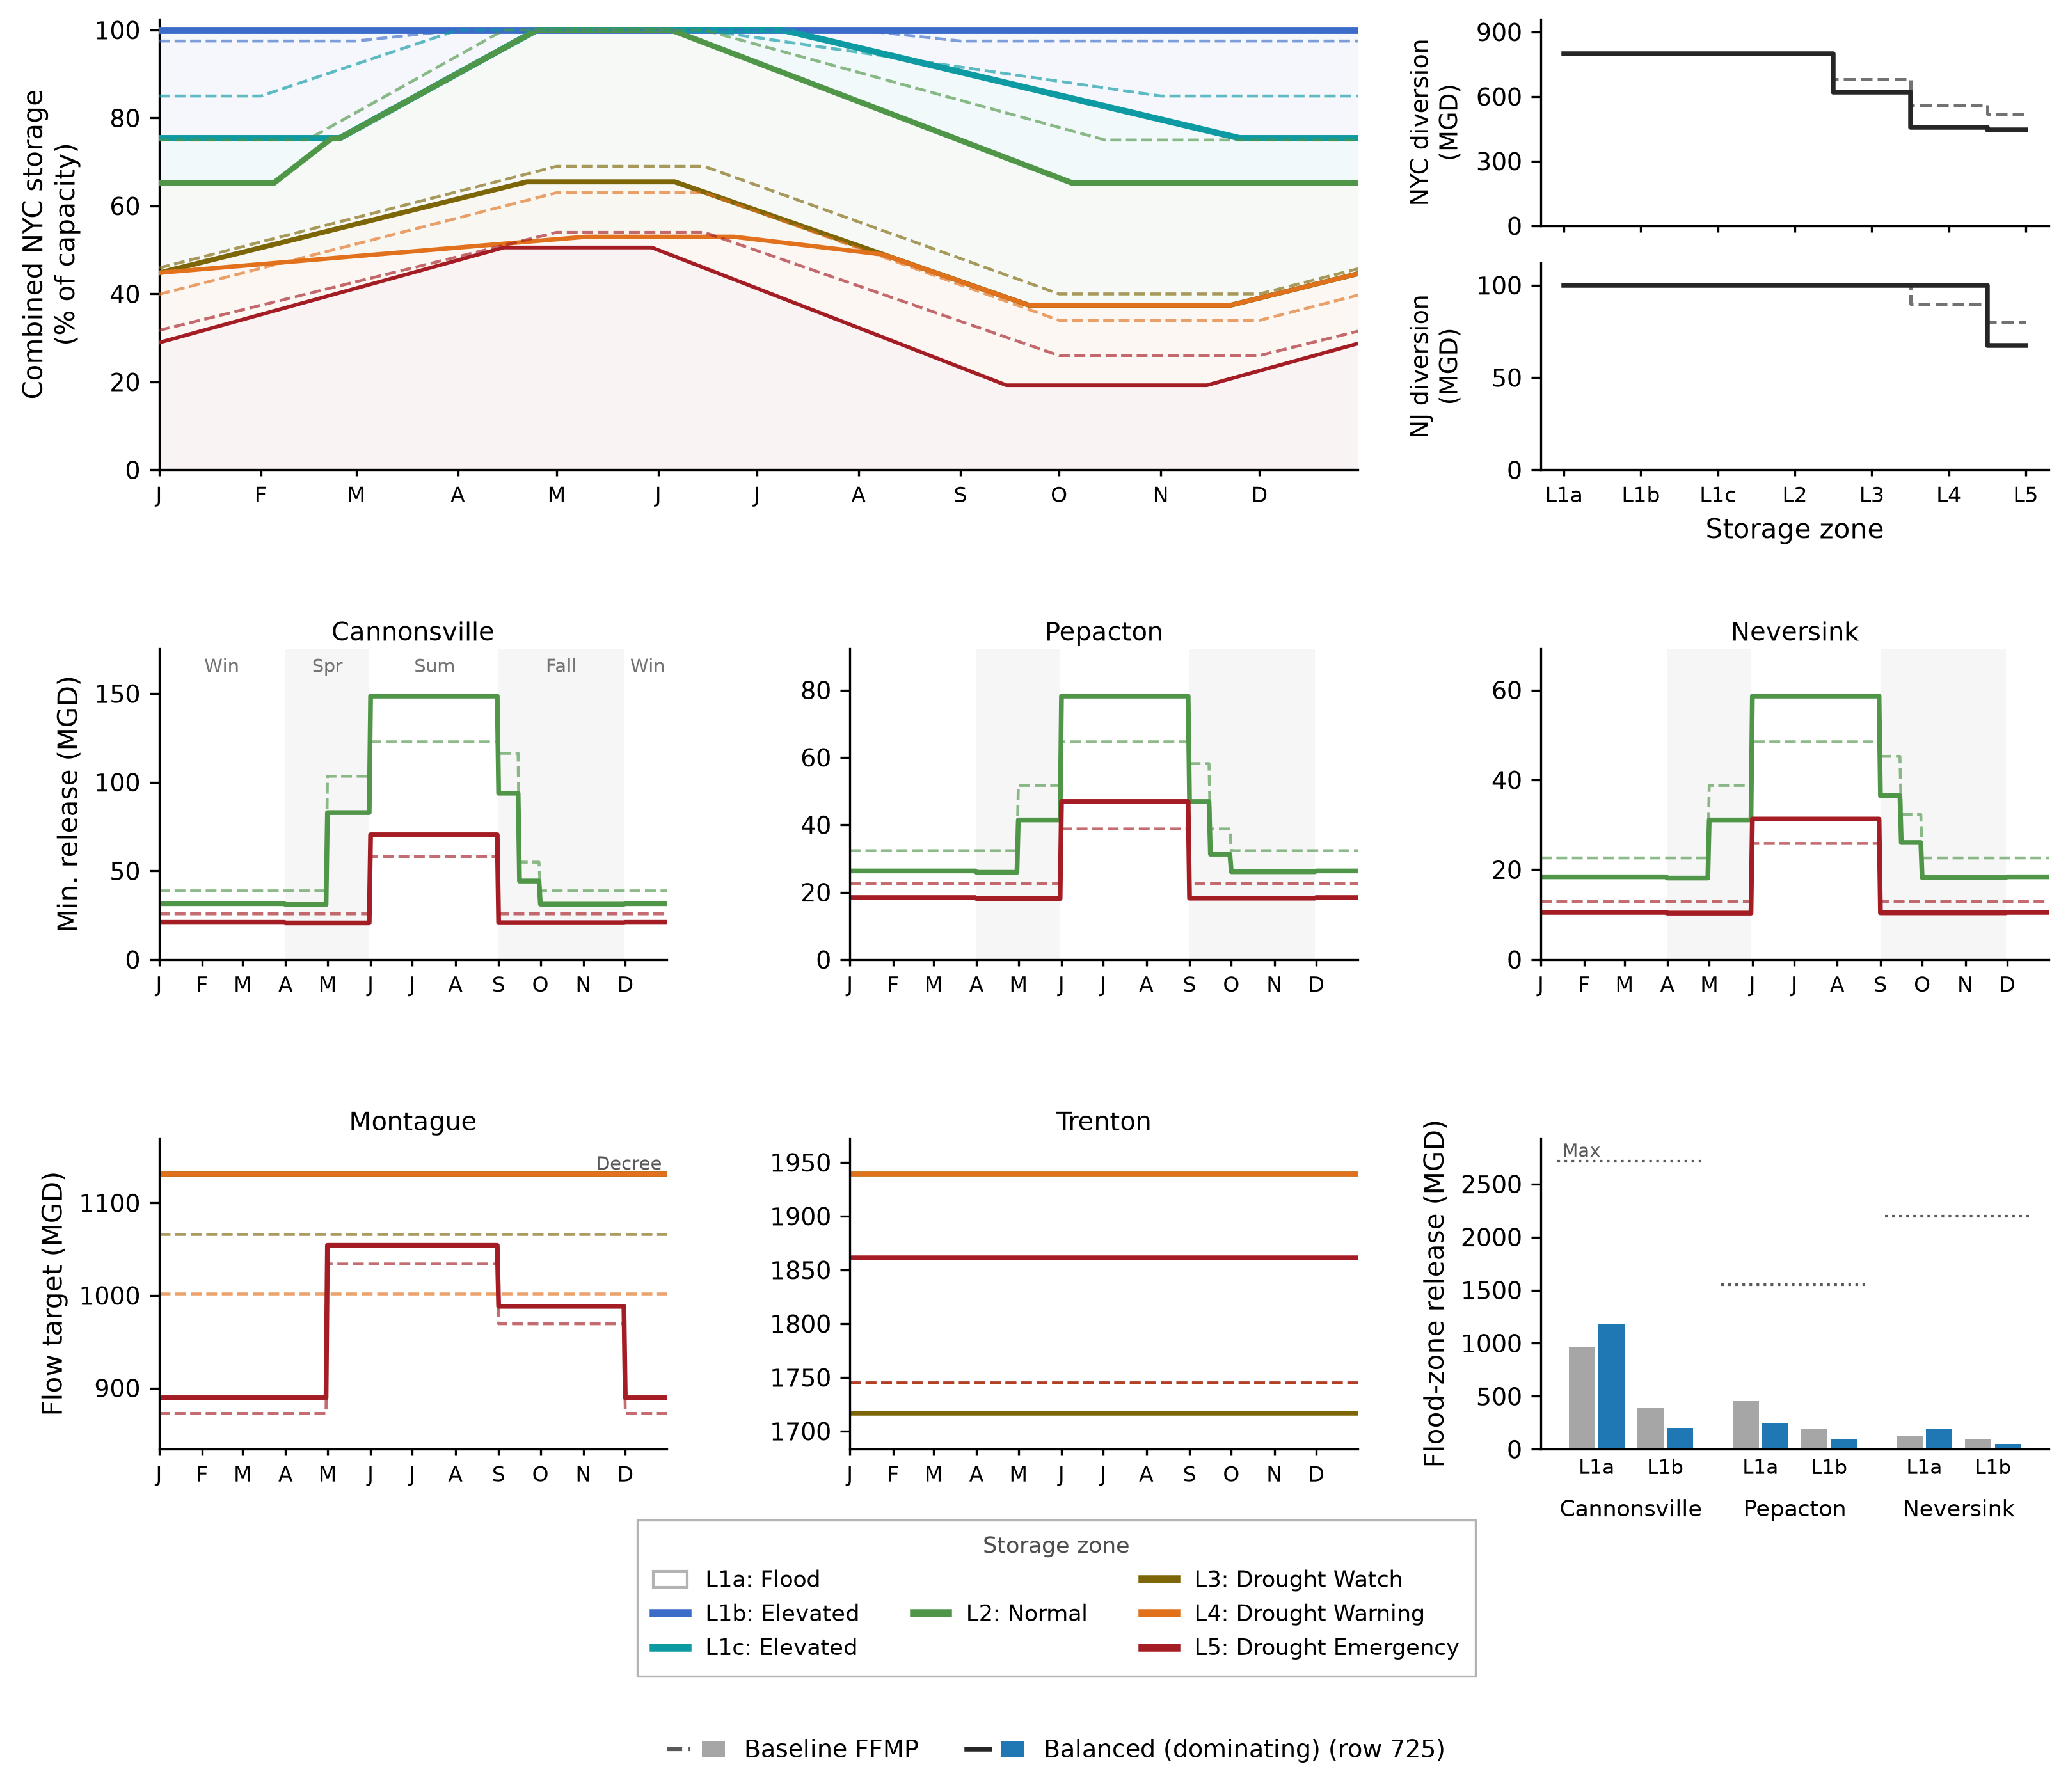 Combined NYC storage
(% of capacity)
100
80
60
40
20
0
J F M A M J J A S O N D
NYC diversion
(MGD)
900
600
300
0
NJ diversion
(MGD)
100
50
0
L1a L1b L1c L2 L3 L4 L5
Storage zone
Cannonsville
Min. release (MGD)
Win Spr Sum Fall Win
150
100
50
0
J F M A M J J A S O N D
Pepacton
80
60
40
20
0
J F M A M J J A S O N D
Neversink
60
40
20
0
J F M A M J J A S O N D
Montague
Flow target (MGD)
Decree
1100
1000
900
J F M A M J J A S O N D
Trenton
1950
1900
1850
1800
1750
1700
J F M A M J J A S O N D
Flood-zone release (MGD)
Max
2500
2000
1500
1000
500
0
L1a L1b L1a L1b L1a L1b
Cannonsville Pepacton Neversink
Storage zone
L1a: Flood
L1b: Elevated
L1c: Elevated
L2: Normal
L3: Drought Watch
L4: Drought Warning
L5: Drought Emergency
Baseline FFMP
Balanced (dominating) (row 725)